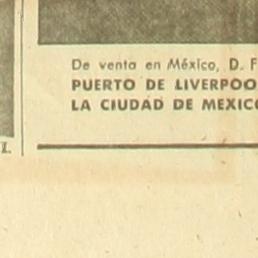 De venta en México, D. F
PUERTO DE LIVERPOO
LA CIUDAD DE MEXICO